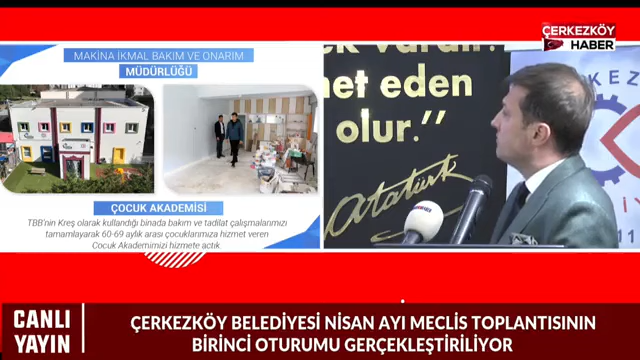 ÇERKEZKÖY
HABER
MAKİNA İKMAL BAKIM VE ONARIM
MÜDÜRLÜĞÜ
ÇOCUK AKADEMİSİ
TBB'nin Kreş olarak kullandığı binada bakım ve tadilat çalışmalarımızı
tamamlayarak 60-69 aylık arası çocuklarımıza hizmet veren
Çocuk Akademimizi hizmete açtık
et eden
olur.”
Atatürk
CANLI
YAYIN
ÇERKEZKÖY BELEDİYESİ NİSAN AYI MECLİS TOPLANTISININ
BİRİNCİ OTURUMU GERÇEKLEŞTİRİLİYOR